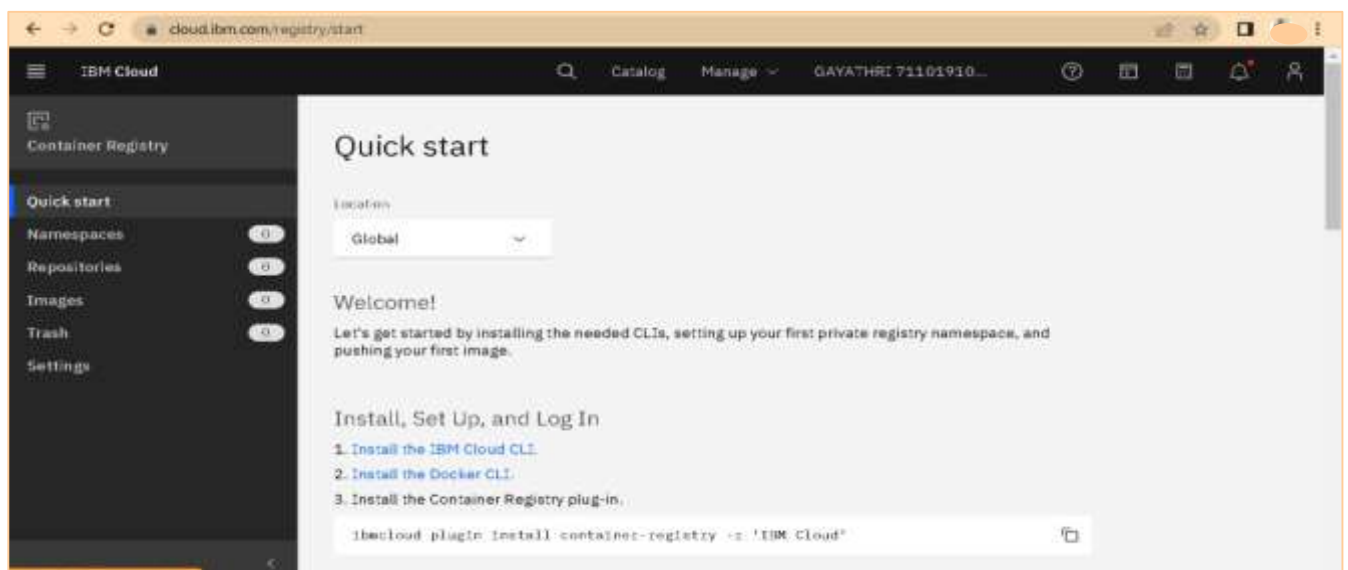 cloud.ibm.com/registry/start
IBM Cloud
Catalog
Manage
GAYATHRI 71101910...
Container Registry
Quick start
Namespaces
0
Repositories
0
Images
0
Trash
0
Settings
Quick start
Location
Global
Welcome!
Let's get started by installing the needed CLIs, setting up your first private registry namespace, and
pushing your first image.
Install, Set Up, and Log In
1. Install the IBM Cloud CLI.
2. Install the Docker CLI.
3. Install the Container Registry plug-in.
ibmcloud plugin install container-registry -r 'IBM Cloud'